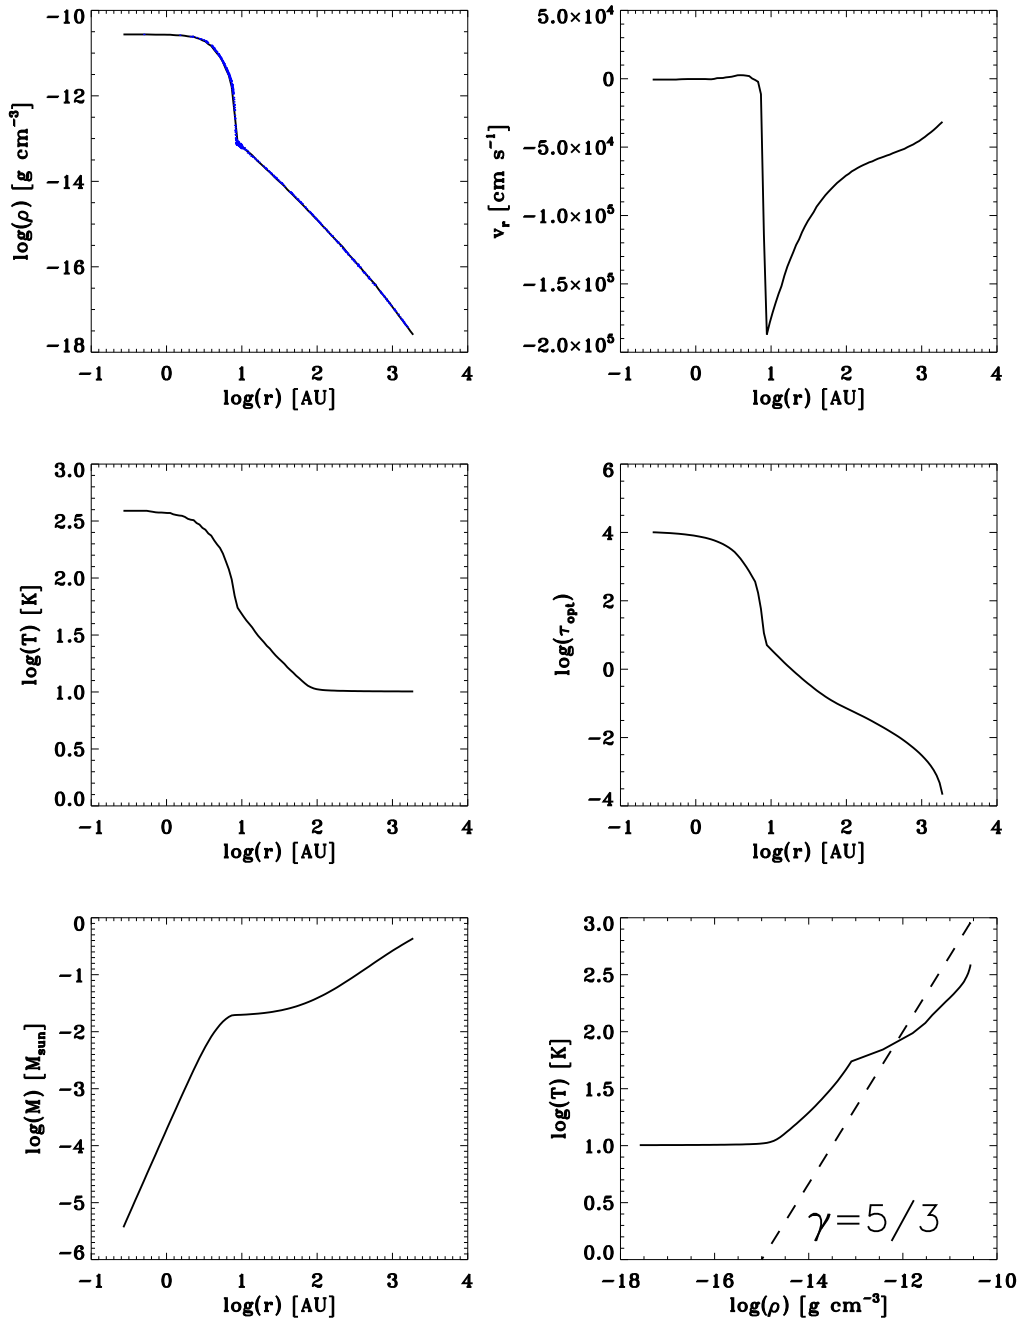 −10
−12
−14
−16
−18
log(ρ) [g cm⁻³]
−1 0 1 2 3 4
log(r) [AU]
5.0×10⁴
0
−5.0×10⁴
−1.0×10⁵
−1.5×10⁵
−2.0×10⁵
vᵣ [cm s⁻¹]
−1 0 1 2 3 4
log(r) [AU]
3.0
2.5
2.0
1.5
1.0
0.5
0.0
log(T) [K]
−1 0 1 2 3 4
log(r) [AU]
6
4
2
0
−2
−4
log(τopt)
−1 0 1 2 3 4
log(r) [AU]
0
−1
−2
−3
−4
−5
−6
log(M) [Msun]
−1 0 1 2 3 4
log(r) [AU]
3.0
2.5
2.0
1.5
1.0
0.5
0.0
log(T) [K]
γ=5/3
−18 −16 −14 −12 −10
log(ρ) [g cm⁻³]